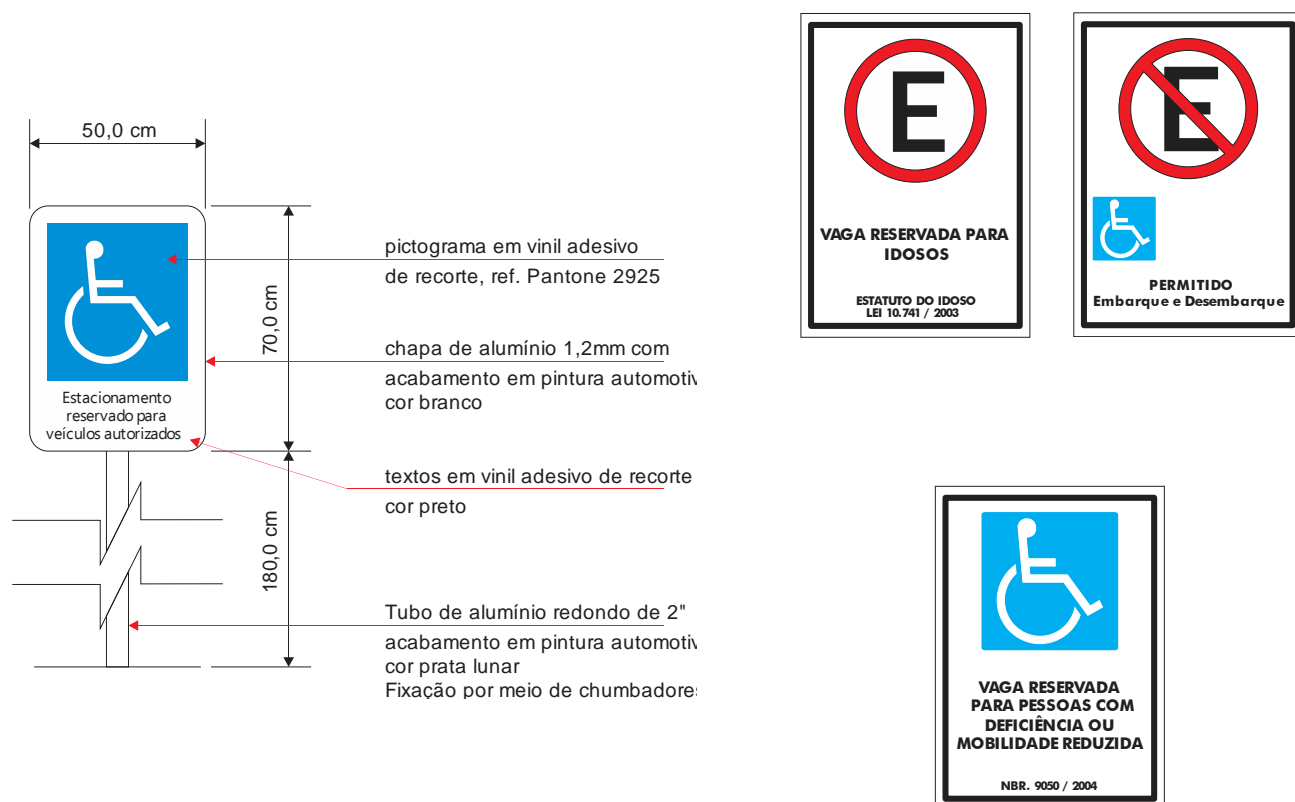 50,0 cm
70,0 cm
180,0 cm
Estacionamento
reservado para
veículos autorizados
pictograma em vinil adesivo
de recorte, ref. Pantone 2925
chapa de alumínio 1,2mm com
acabamento em pintura automotiv
cor branco
textos em vinil adesivo de recorte
cor preto
Tubo de alumínio redondo de 2"
acabamento em pintura automotiv
cor prata lunar
Fixação por meio de chumbadores
E
VAGA RESERVADA PARA
IDOSOS
ESTATUTO DO IDOSO
LEI 10.741 / 2003
E
PERMITIDO
Embarque e Desembarque
VAGA RESERVADA
PARA PESSOAS COM
DEFICIÊNCIA OU
MOBILIDADE REDUZIDA
NBR. 9050 / 2004